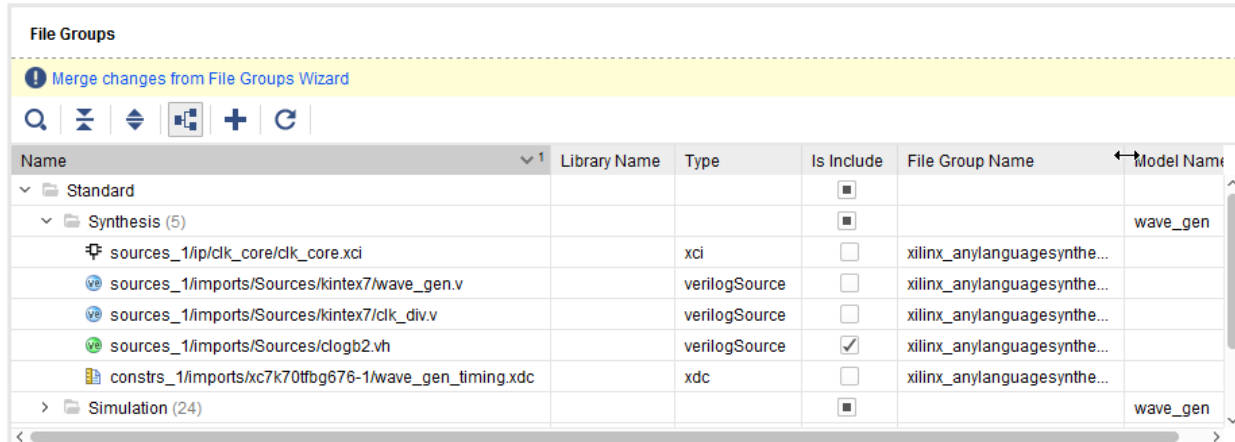 File Groups
Merge changes from File Groups Wizard
Name 1 Library Name Type Is Include File Group Name Model Name
Standard
Synthesis (5) wave_gen
sources_1/ip/clk_core/clk_core.xci xci xilinx_anylanguagesynthe...
sources_1/imports/Sources/kintex7/wave_gen.v verilogSource xilinx_anylanguagesynthe...
sources_1/imports/Sources/kintex7/clk_div.v verilogSource xilinx_anylanguagesynthe...
sources_1/imports/Sources/clogb2.vh verilogSource xilinx_anylanguagesynthe...
constrs_1/imports/xc7k70tfbg676-1/wave_gen_timing.xdc xdc xilinx_anylanguagesynthe...
Simulation (24) wave_gen